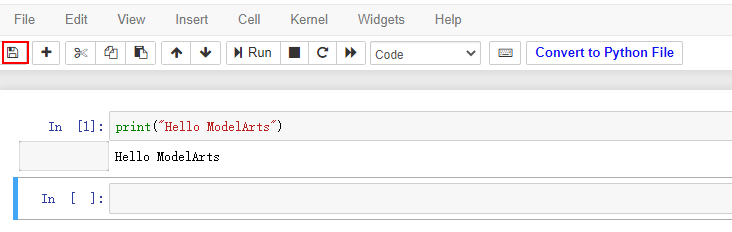 File Edit View Insert Cell Kernel Widgets Help
Run Code Convert to Python File
In [1]: print("Hello ModelArts")
Hello ModelArts
In [ ]: